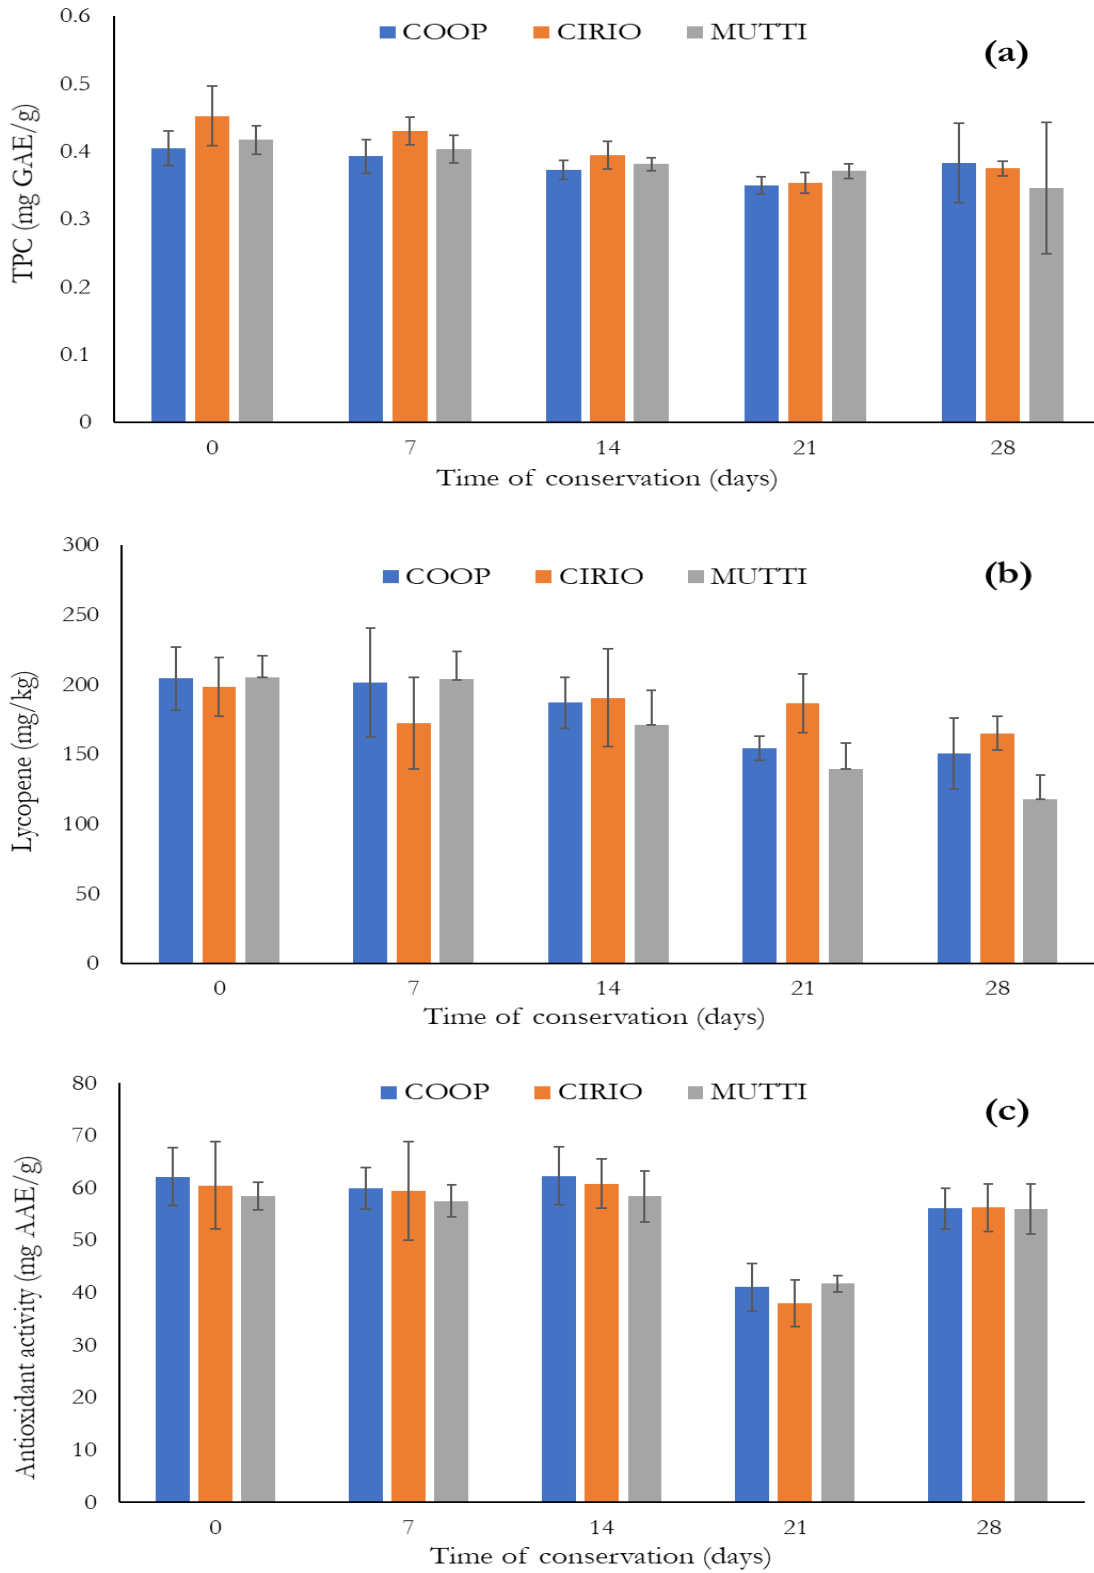 0.6
COOP CIRIO MUTTI
(a)
0.5
0.4
0.3
0.2
0.1
0
TPC (mg GAE/g)
0 7 14 21 28
Time of conservation (days)
300
COOP CIRIO MUTTI
(b)
250
200
150
100
50
0
Lycopene (mg/kg)
0 7 14 21 28
Time of conservation (days)
80
COOP CIRIO MUTTI
(c)
70
60
50
40
30
20
10
0
Antioxidant activity (mg AAE/g)
0 7 14 21 28
Time of conservation (days)